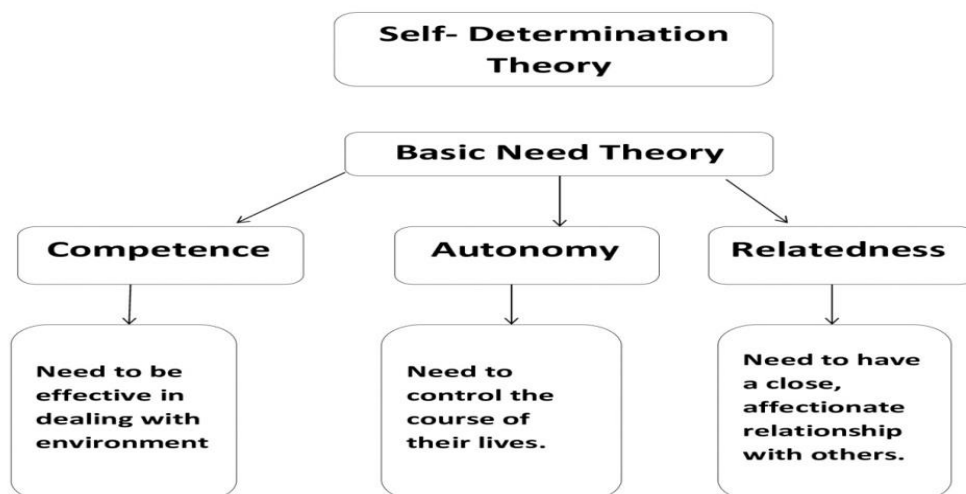 Self- Determination
Theory
Basic Need Theory
Competence
Autonomy
Relatedness
Need to be
effective in
dealing with
environment
Need to
control the
course of
their lives.
Need to have
a close,
affectionate
relationship
with others.